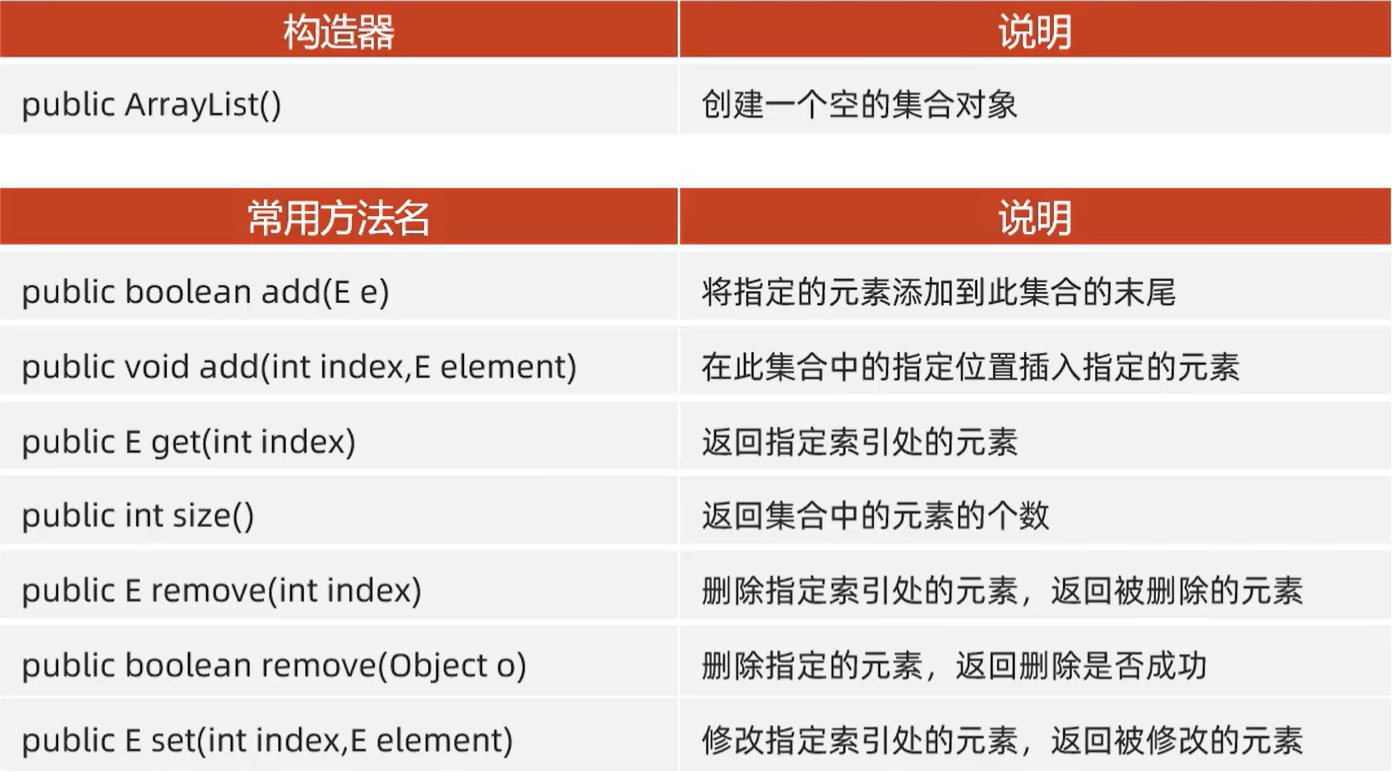 构造器 说明
public ArrayList() 创建一个空的集合对象
常用方法名 说明
public boolean add(E e) 将指定的元素添加到此集合的末尾
public void add(int index,E element) 在此集合中的指定位置插入指定的元素
public E get(int index) 返回指定索引处的元素
public int size() 返回集合中的元素的个数
public E remove(int index) 删除指定索引处的元素，返回被删除的元素
public boolean remove(Object o) 删除指定的元素，返回删除是否成功
public E set(int index,E element) 修改指定索引处的元素，返回被修改的元素